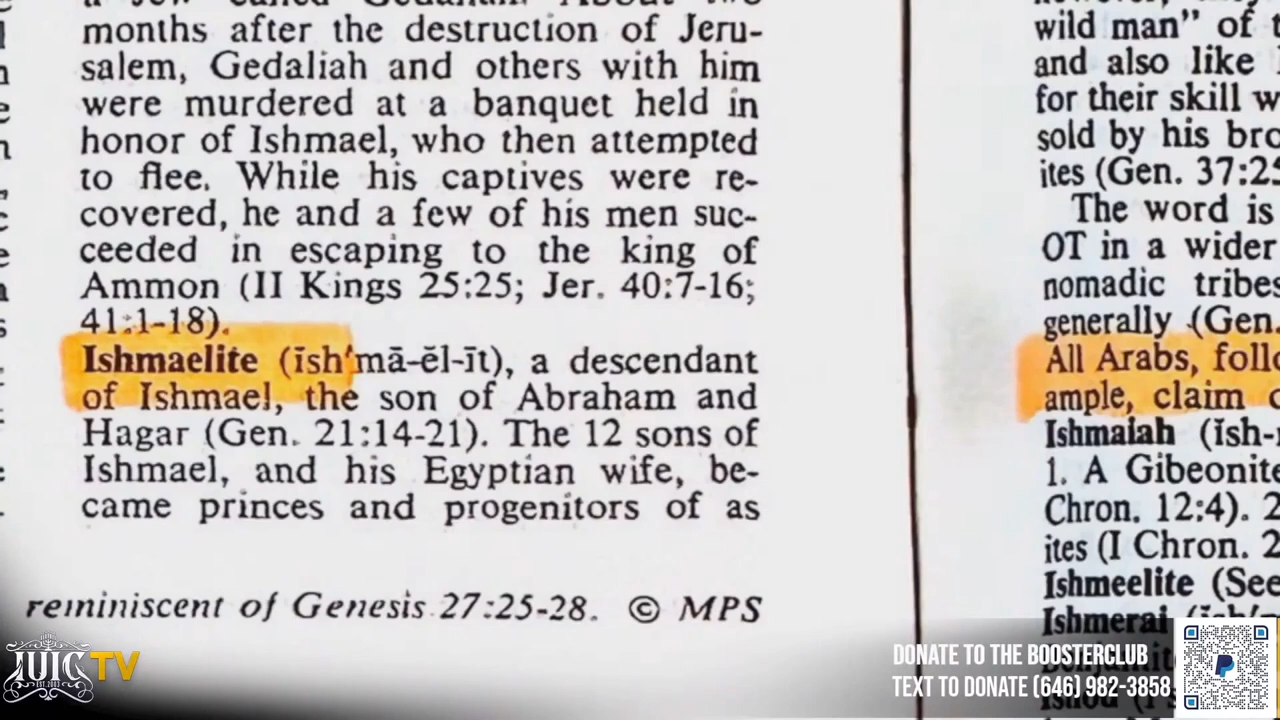 months after the destruction of Jeru-
salem, Gedaliah and others with him
were murdered at a banquet held in
honor of Ishmael, who then attempted
to flee. While his captives were re-
covered, he and a few of his men suc-
ceeded in escaping to the king of
Ammon (II Kings 25:25; Jer. 40:7-16;
41:1-18).
Ishmaelite (ĭsh′mā-ĕl-īt), a descendant
of Ishmael, the son of Abraham and
Hagar (Gen. 21:14-21). The 12 sons of
Ishmael, and his Egyptian wife, be-
came princes and progenitors of as
reminiscent of Genesis 27:25-28. © MPS
wild man" of
and also like
for their skill
sold by his
ites (Gen. 37:25
The word is
OT in a wider
nomadic tribes
generally (Gen.
All Arabs,
ample, claim
Ishmaiah
1. A Gibeonite
Chron. 12:4). 2
ites (I Chron. 2
Ishmeelite (See
Ishmerai
IUIC TV
EST. 2003
DONATE TO THE BOOSTERCLUB
TEXT TO DONATE (646) 982-3858